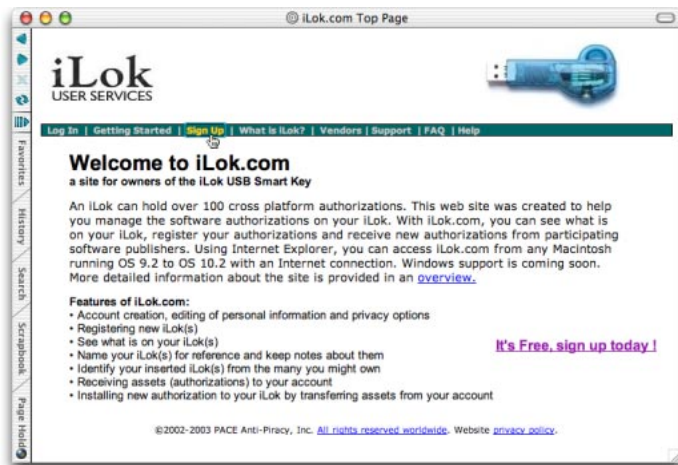 iLok.com Top Page
iLok
USER SERVICES
Log In | Getting Started | Sign Up | What is iLok? | Vendors | Support | FAQ | Help
Favorites
History
Search
Scrapbook
Page Hold
Welcome to iLok.com
a site for owners of the iLok USB Smart Key
An iLok can hold over 100 cross platform authorizations. This web site was created to help
you manage the software authorizations on your iLok. With iLok.com, you can see what is
on your iLok, register your authorizations and receive new authorizations from participating
software publishers. Using Internet Explorer, you can access iLok.com from any Macintosh
running OS 9.2 to OS 10.2 with an Internet connection. Windows support is coming soon.
More detailed information about the site is provided in an overview.
Features of iLok.com:
• Account creation, editing of personal information and privacy options
• Registering new iLok(s)
• See what is on your iLok(s)
• Name your iLok(s) for reference and keep notes about them
• Identify your inserted iLok(s) from the many you might own
• Receiving assets (authorizations) to your account
• Installing new authorization to your iLok by transferring assets from your account
It's Free, sign up today !
©2002-2003 PACE Anti-Piracy, Inc. All rights reserved worldwide. Website privacy policy.